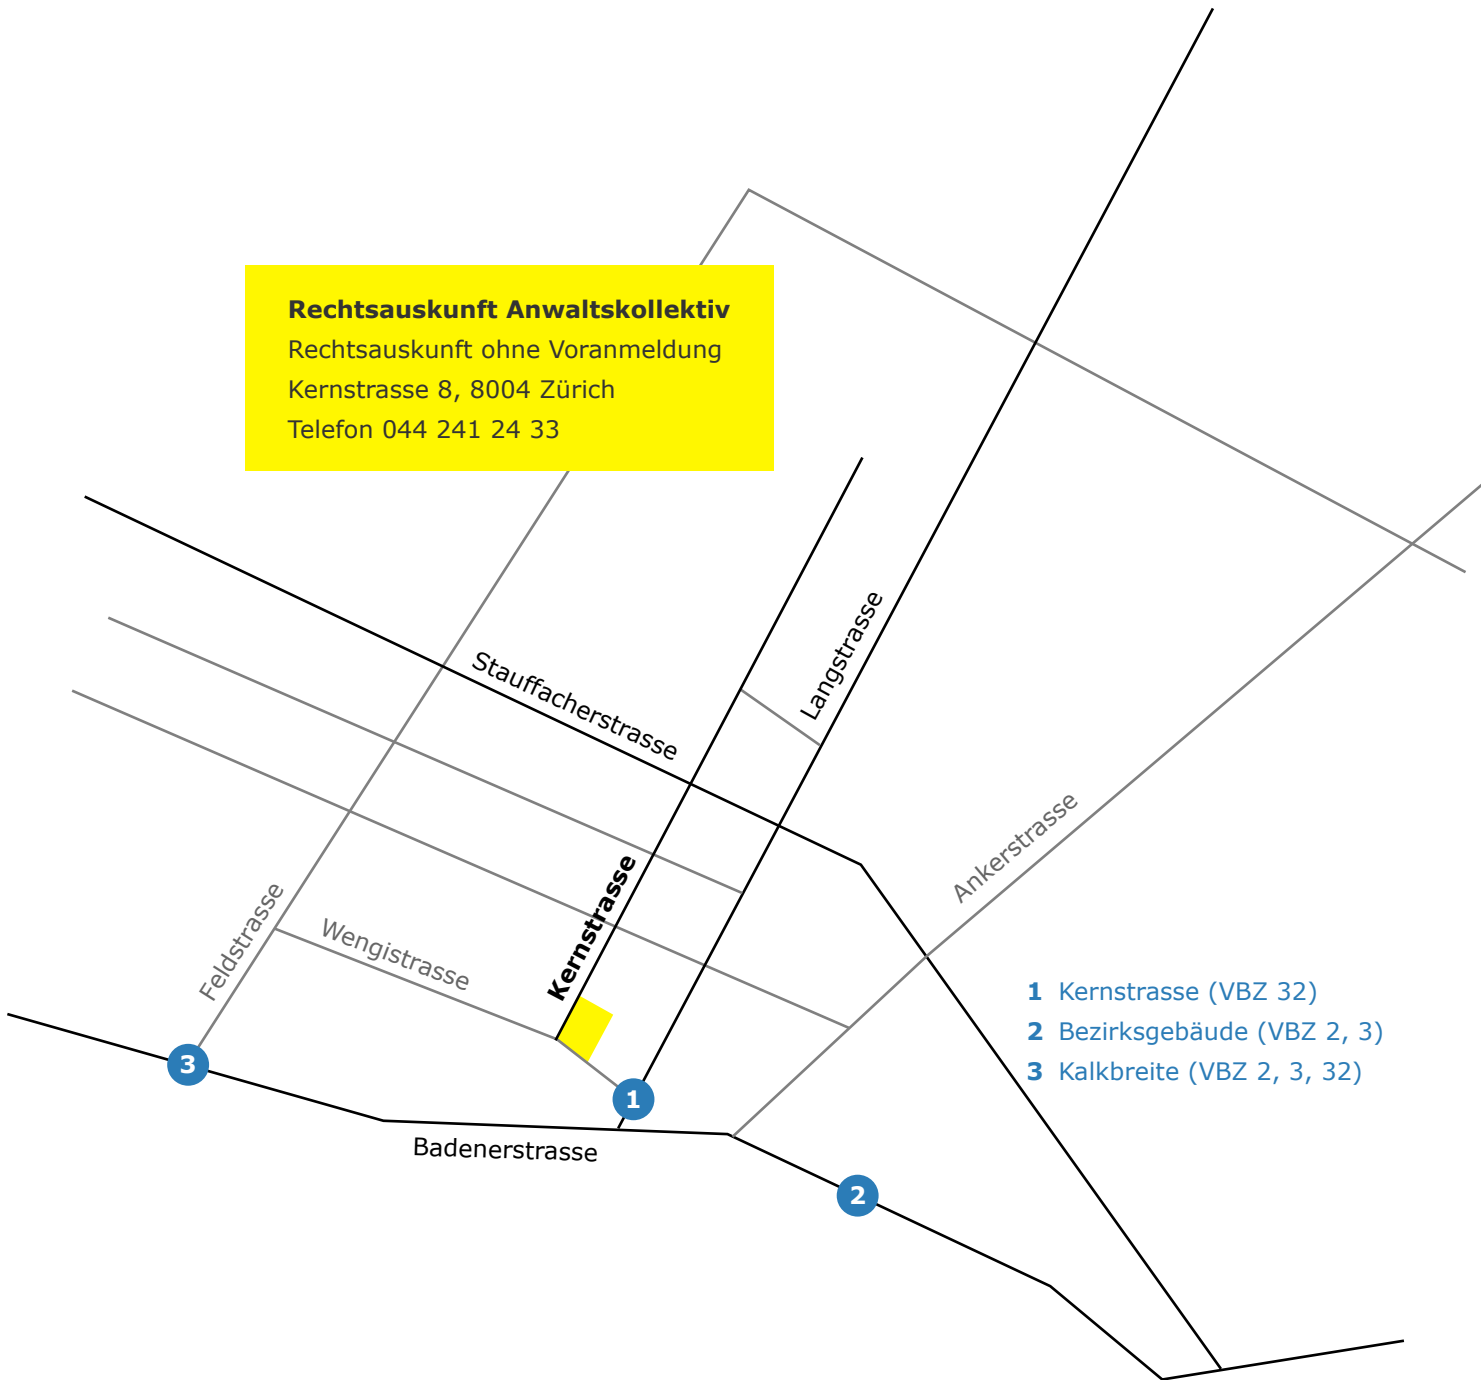 Rechtsauskunft Anwaltskollektiv
Rechtsauskunft ohne Voranmeldung
Kernstrasse 8, 8004 Zürich
Telefon 044 241 24 33
Stauffacherstrasse
Langstrasse
Ankerstrasse
Kernstrasse
Feldstrasse
Wengistrasse
Badenerstrasse
1 Kernstrasse (VBZ 32)
2 Bezirksgebäude (VBZ 2, 3)
3 Kalkbreite (VBZ 2, 3, 32)
3
1
2